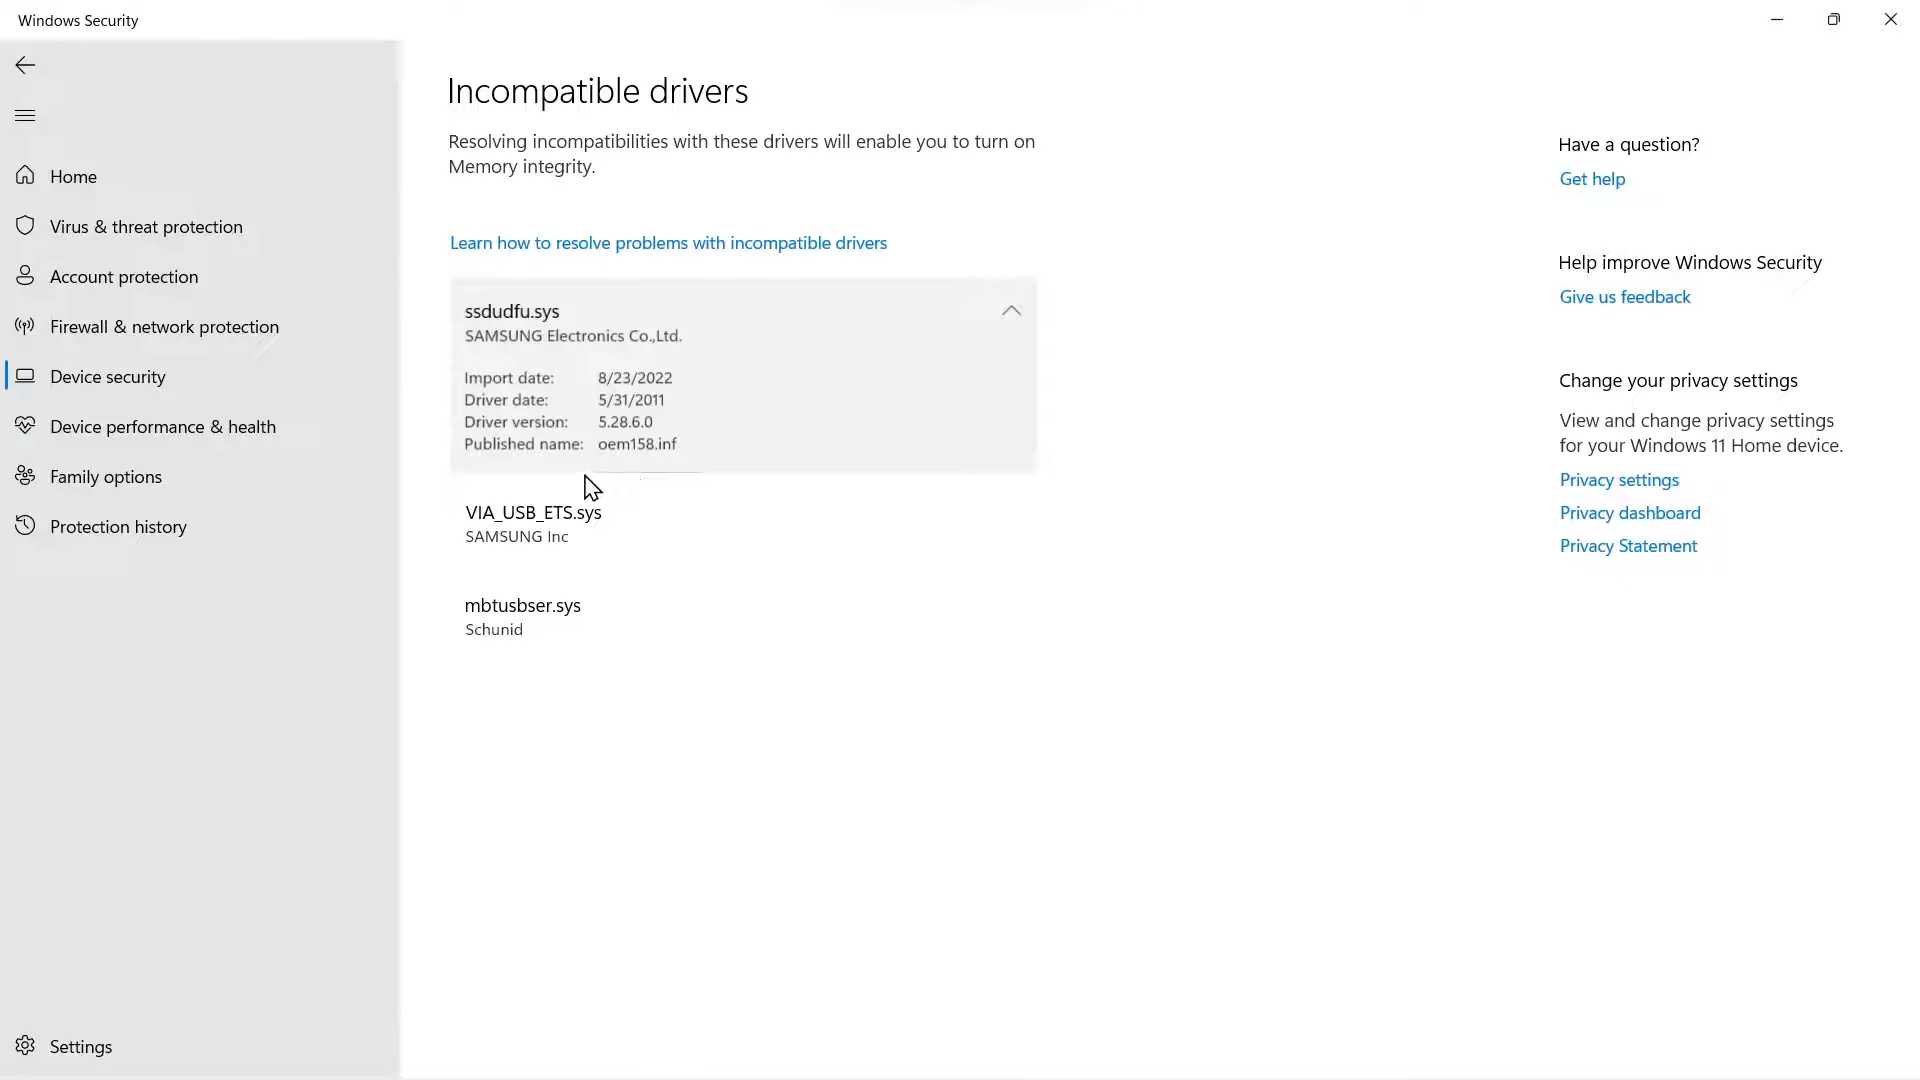 Windows Security
Home
Virus & threat protection
Account protection
Firewall & network protection
Device security
Device performance & health
Family options
Protection history
Settings
Incompatible drivers
Resolving incompatibilities with these drivers will enable you to turn on
Memory integrity.
Learn how to resolve problems with incompatible drivers
ssdudfu.sys
SAMSUNG Electronics Co.,Ltd.
Import date: 8/23/2022
Driver date: 5/31/2011
Driver version: 5.28.6.0
Published name: oem158.inf
VIA_USB_ETS.sys
SAMSUNG Inc
mbtusbser.sys
Schunid
Have a question?
Get help
Help improve Windows Security
Give us feedback
Change your privacy settings
View and change privacy settings
for your Windows 11 Home device.
Privacy settings
Privacy dashboard
Privacy Statement